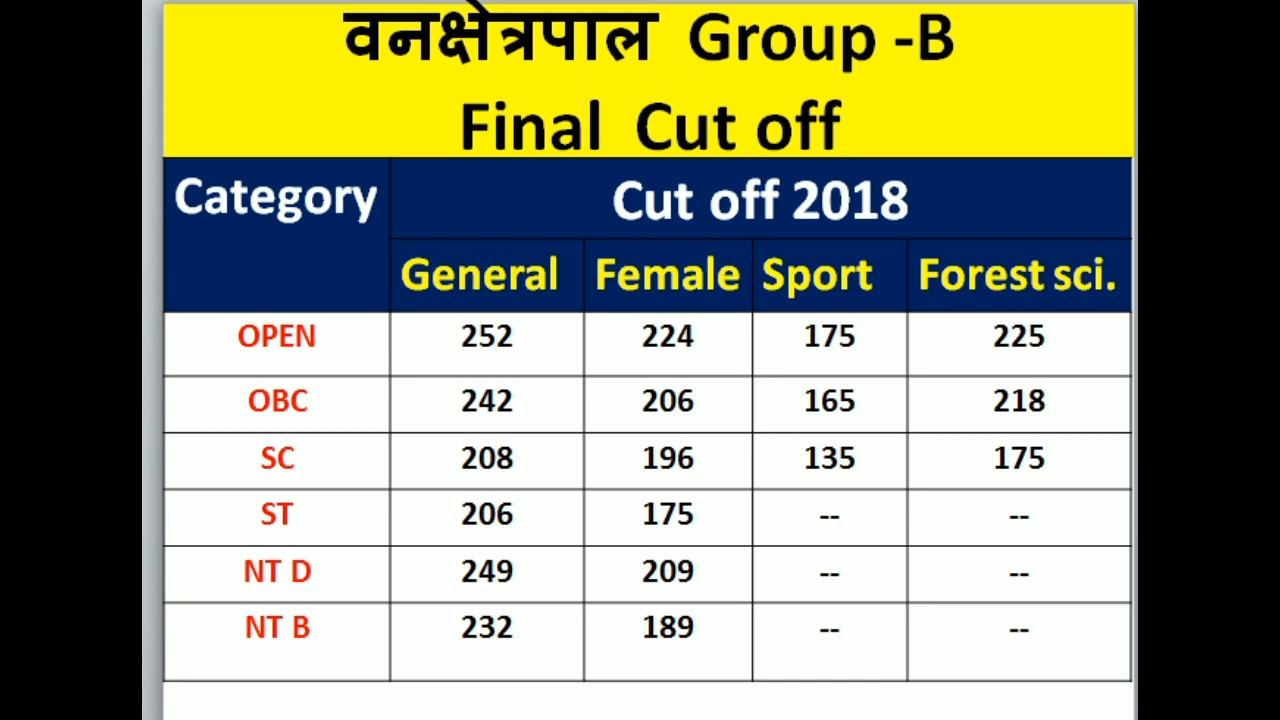 वनक्षेत्रपाल Group -B
Final Cut off
Category Cut off 2018
General Female Sport Forest sci.
OPEN 252 224 175 225
OBC 242 206 165 218
SC 208 196 135 175
ST 206 175 -- --
NT D 249 209 -- --
NT B 232 189 -- --